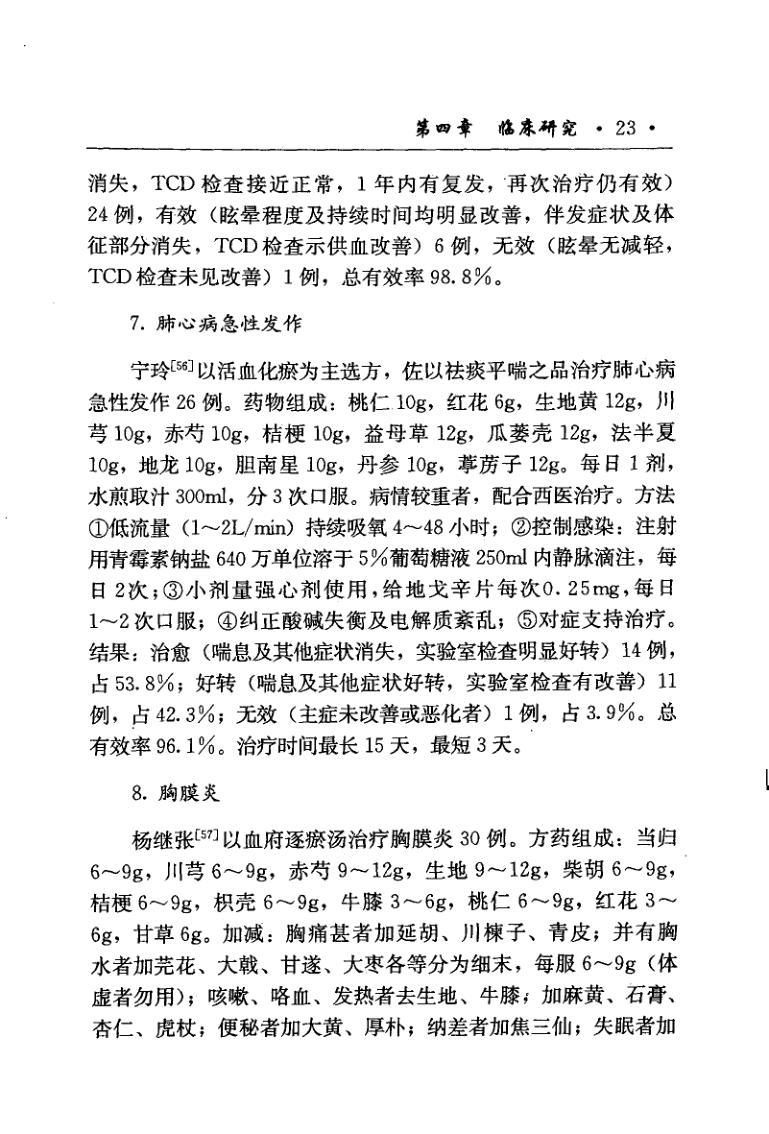 第四章 临床研究 · 23 ·
消失，TCD 检查接近正常，1 年内有复发，再次治疗仍有效）
24 例，有效（眩晕程度及持续时间均明显改善，伴发症状及体
征部分消失，TCD 检查示供血改善）6 例，无效（眩晕无减轻，
TCD 检查未见改善）1 例，总有效率 98.8%。
7. 肺心病急性发作
宁玲[56]以活血化瘀为主选方，佐以祛痰平喘之品治疗肺心病
急性发作 26 例。药物组成：桃仁 10g，红花 6g，生地黄 12g，川
芎 10g，赤芍 10g，桔梗 10g，益母草 12g，瓜蒌壳 12g，法半夏
10g，地龙 10g，胆南星 10g，丹参 10g，葶苈子 12g。每日 1 剂，
水煎取汁 300ml，分 3 次口服。病情较重者，配合西医治疗。方法
①低流量（1～2L/min）持续吸氧 4～48 小时；②控制感染：注射
用青霉素钠盐 640 万单位溶于 5%葡萄糖液 250ml 内静脉滴注，每
日 2次；③小剂量强心剂使用，给地戈辛片每次0.25mg，每日
1～2 次口服；④纠正酸碱失衡及电解质紊乱；⑤对症支持治疗。
结果：治愈（喘息及其他症状消失，实验室检查明显好转）14 例，
占 53.8%；好转（喘息及其他症状好转，实验室检查有改善）11
例，占 42.3%；无效（主症未改善或恶化者）1 例，占 3.9%。总
有效率 96.1%。治疗时间最长 15 天，最短 3 天。
8. 胸膜炎
杨继张[57]以血府逐瘀汤治疗胸膜炎 30 例。方药组成：当归
6～9g，川芎 6～9g，赤芍 9～12g，生地 9～12g，柴胡 6～9g，
桔梗 6～9g，枳壳 6～9g，牛膝 3～6g，桃仁 6～9g，红花 3～
6g，甘草 6g。加减：胸痛甚者加延胡、川楝子、青皮；并有胸
水者加芫花、大戟、甘遂、大枣各等分为细末，每服 6～9g（体
虚者勿用）；咳嗽、咯血、发热者去生地、牛膝；加麻黄、石膏、
杏仁、虎杖；便秘者加大黄、厚朴；纳差者加焦三仙；失眠者加